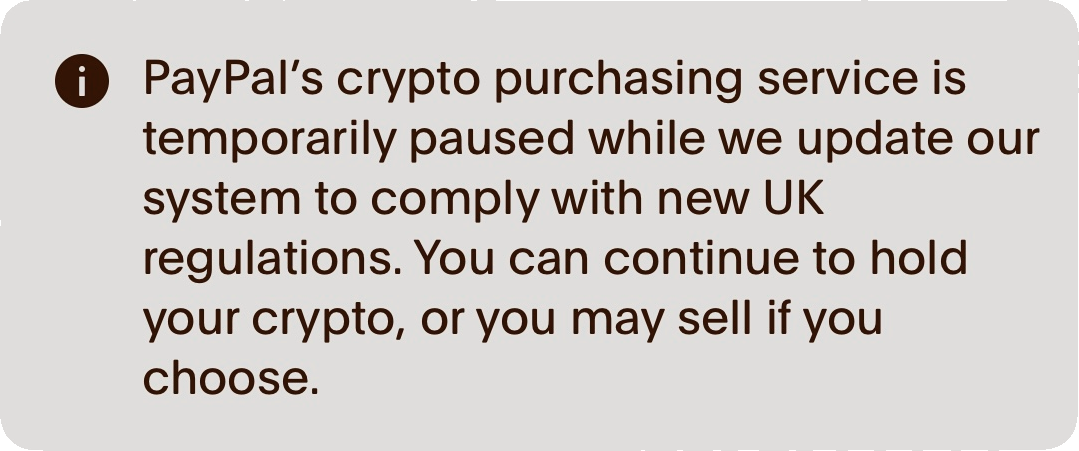 PayPal’s crypto purchasing service is
temporarily paused while we update our
system to comply with new UK
regulations. You can continue to hold
your crypto, or you may sell if you
choose.